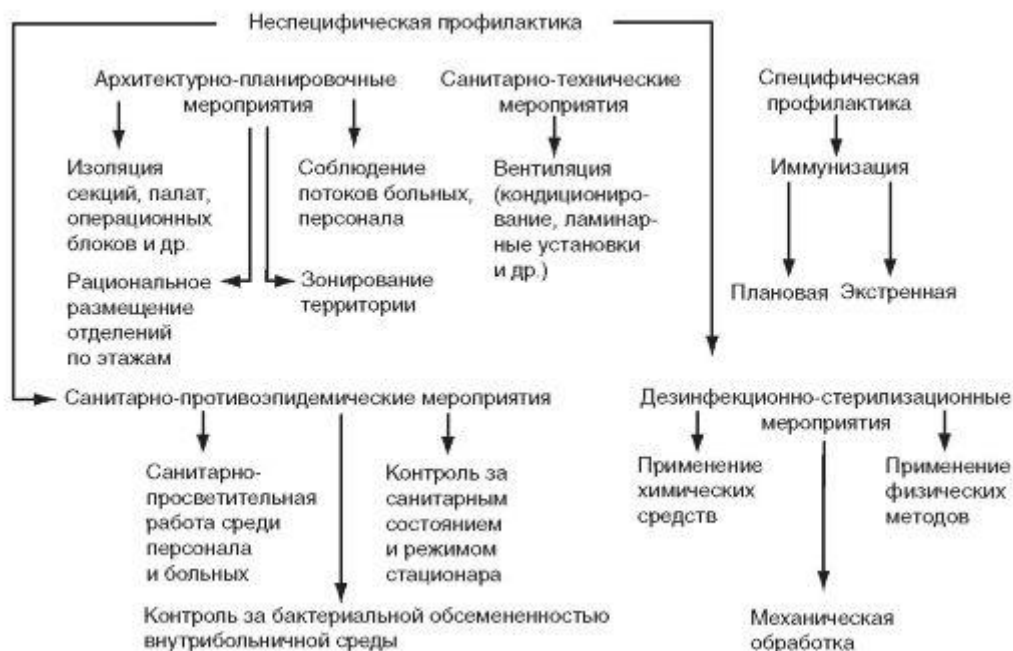 Неспецифическая профилактика
Архитектурно-планировочные
мероприятия
Санитарно-технические
мероприятия
Специфическая
профилактика
Изоляция
секций, палат,
операционных
блоков и др.
Соблюдение
потоков больных,
персонала
Вентиляция
(кондициониро-
вание, ламинар-
ные установки
и др.)
Иммунизация
Рациональное
размещение
отделений
по этажам
Зонирование
территории
Плановая
Экстренная
Санитарно-противоэпидемические мероприятия
Дезинфекционно-стерилизационные
мероприятия
Санитарно-
просветительная
работа среди
персонала
и больных
Контроль за
санитарным
состоянием
и режимом
стационара
Применение
химических
средств
Применение
физических
методов
Контроль за бактериальной обсемененностью
внутрибольничной среды
Механическая
обработка